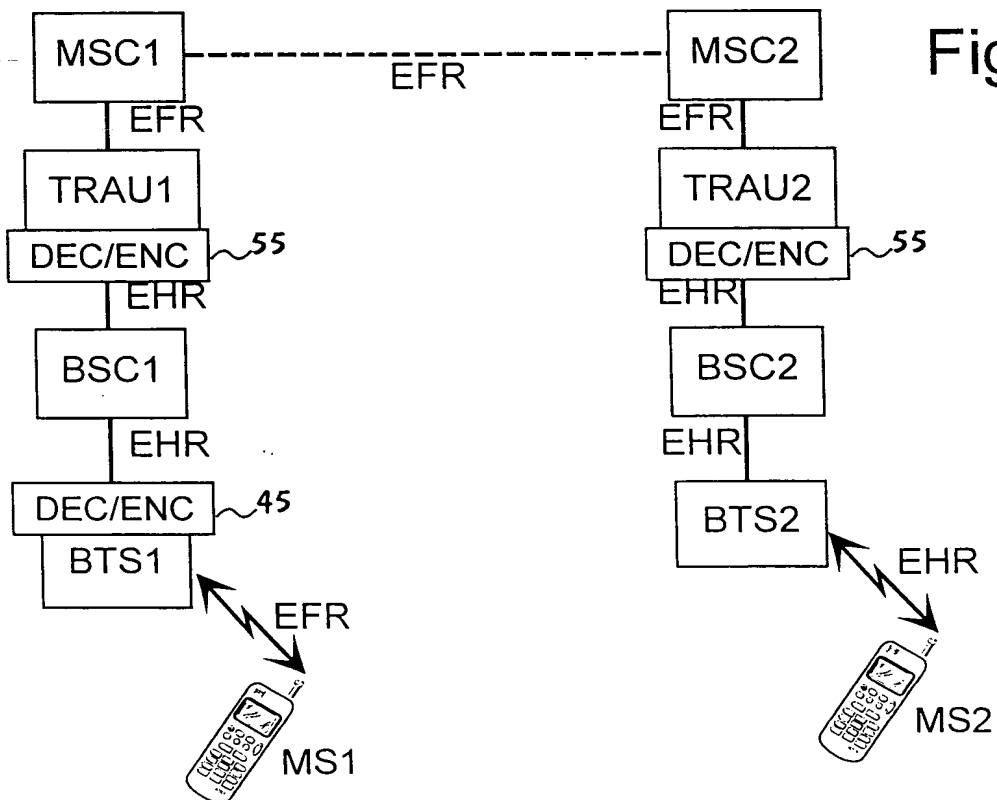 MSC1
EFR
MSC2
Fig
EFR
EFR
TRAU1
TRAU2
DEC/ENC
55
DEC/ENC
55
EHR
EHR
BSC1
BSC2
EHR
EHR
DEC/ENC
45
BTS1
BTS2
EFR
EHR
MS1
MS2